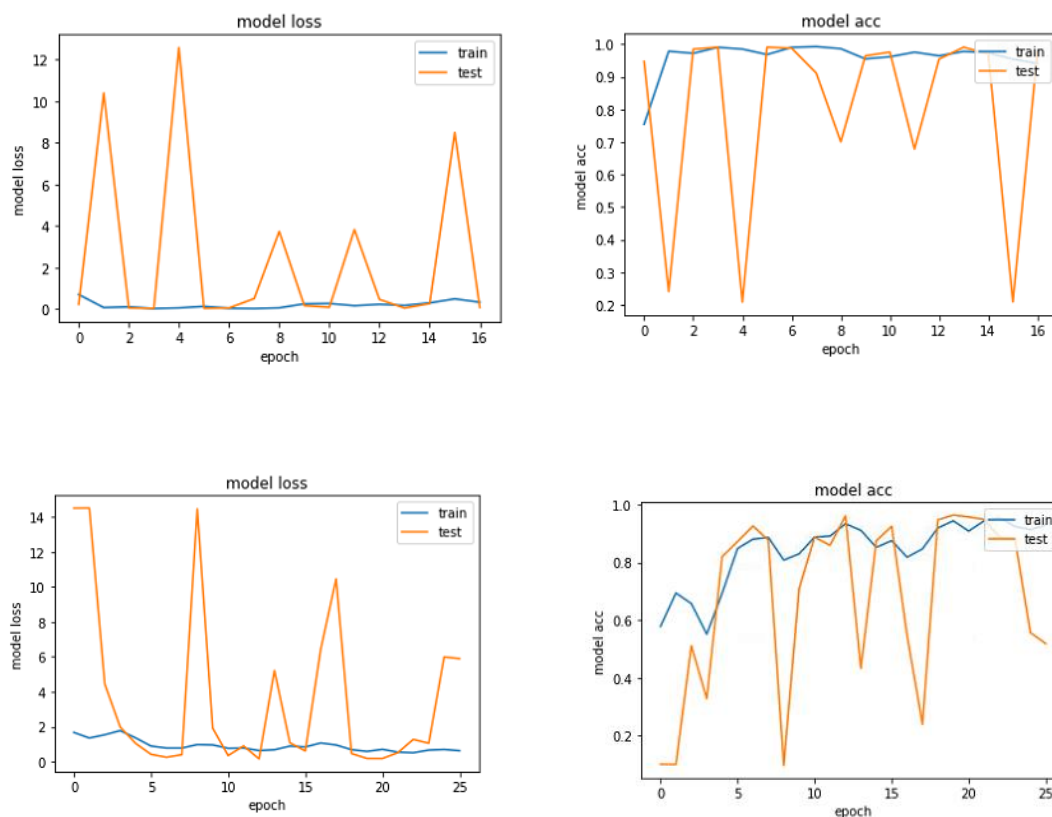 model loss
train
test
12
10
8
6
4
2
0
model loss
0 2 4 6 8 10 12 14 16
epoch
model acc
train
test
1.0
0.9
0.8
0.7
0.6
0.5
0.4
0.3
0.2
model acc
0 2 4 6 8 10 12 14 16
epoch
model loss
train
test
14
12
10
8
6
4
2
0
model loss
0 5 10 15 20 25
epoch
model acc
train
test
1.0
0.8
0.6
0.4
0.2
model acc
0 5 10 15 20 25
epoch